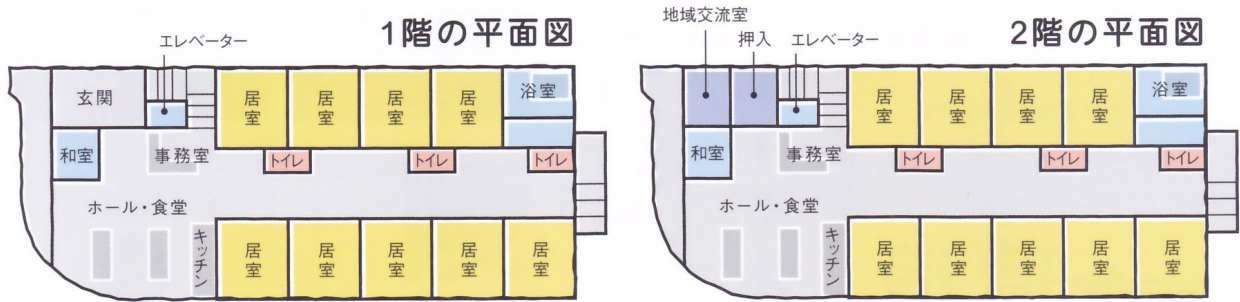 1階の平面図
エレベーター
玄関
居室
居室
居室
居室
浴室
和室
事務室
トイレ
トイレ
トイレ
ホール・食堂
キッチン
居室
居室
居室
居室
居室
2階の平面図
地域交流室
押入
エレベーター
居室
居室
居室
居室
浴室
和室
事務室
トイレ
トイレ
トイレ
ホール・食堂
キッチン
居室
居室
居室
居室
居室